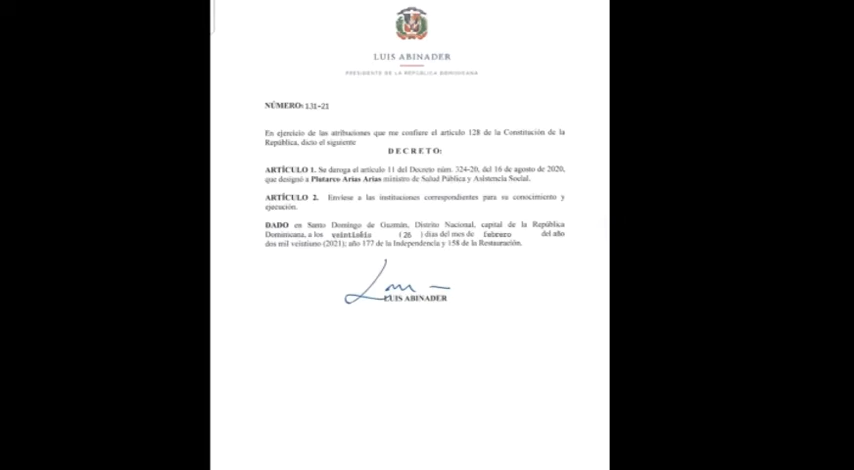 LUIS ABINADER
PRESIDENTE DE LA REPÚBLICA DOMINICANA
NÚMERO: 131-21
En ejercicio de las atribuciones que me confiere el artículo 128 de la Constitución de la
República, dicto el siguiente
DECRETO:
ARTÍCULO 1. Se deroga el artículo 11 del Decreto núm. 324-20, del 16 de agosto de 2020,
que designó a Plutarco Arias Arias ministro de Salud Pública y Asistencia Social.
ARTÍCULO 2. Envíese a las instituciones correspondientes para su conocimiento y
ejecución.
DADO en Santo Domingo de Guzmán, Distrito Nacional, capital de la República
Dominicana, a los ( 26 ) días del mes de febrero del año
dos mil veintiuno (2021); año 177 de la Independencia y 158 de la Restauración.
LUIS ABINADER